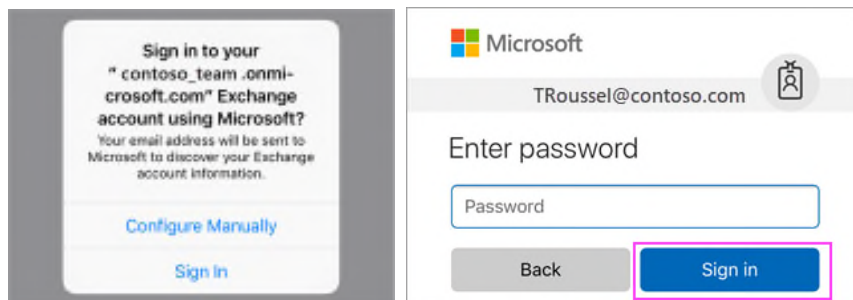 Sign in to your
" contoso_team .onmi-
crosoft.com" Exchange
account using Microsoft?
Your email address will be sent to
Microsoft to discover your Exchange
account information.
Configure Manually
Sign In
Microsoft
TRoussel@contoso.com
Enter password
Password
Back
Sign in